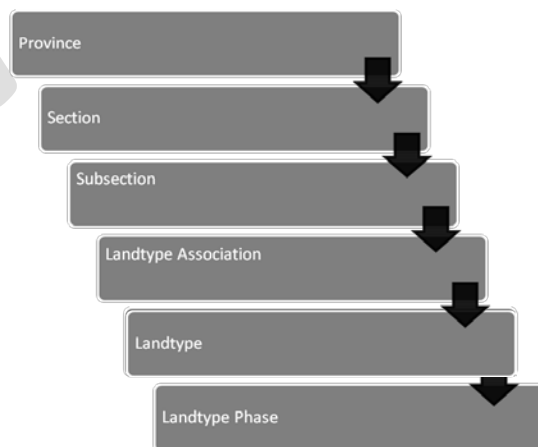 Province
Section
Subsection
Landtype Association
Landtype
Landtype Phase